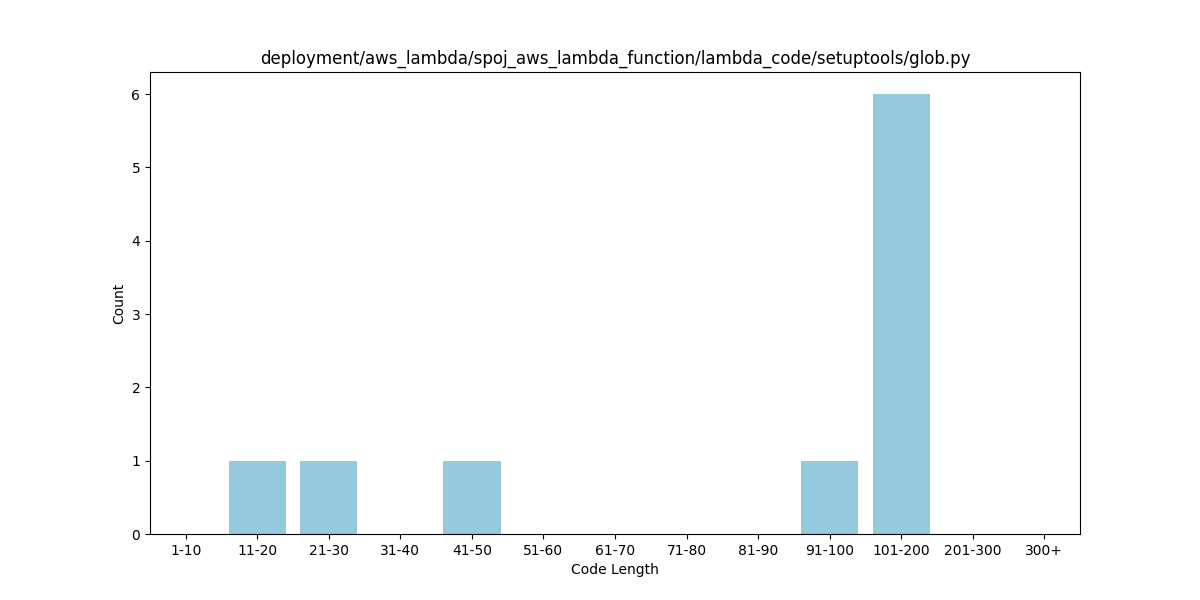 deployment/aws_lambda/spoj_aws_lambda_function/lambda_code/setuptools/glob.py
6
5
4
3
2
1
0
Count
1-10 11-20 21-30 31-40 41-50 51-60 61-70 71-80 81-90 91-100 101-200 201-300 300+
Code Length